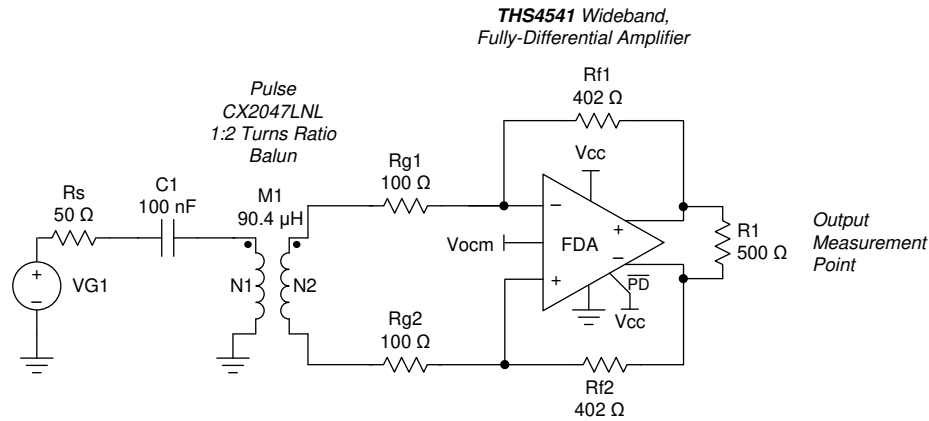 THS4541 Wideband,
Fully-Differential Amplifier
Rf1
402 Ω
Pulse
CX2047LNL
1:2 Turns Ratio
Balun
Vcc
Rg1
100 Ω
C1
100 nF
M1
90.4 µH
Rs
50 Ω
−
+
Vocm
FDA
+
−
R1
500 Ω
Output
Measurement
Point
+
−
VG1
N1
N2
PD
Vcc
Rg2
100 Ω
Rf2
402 Ω